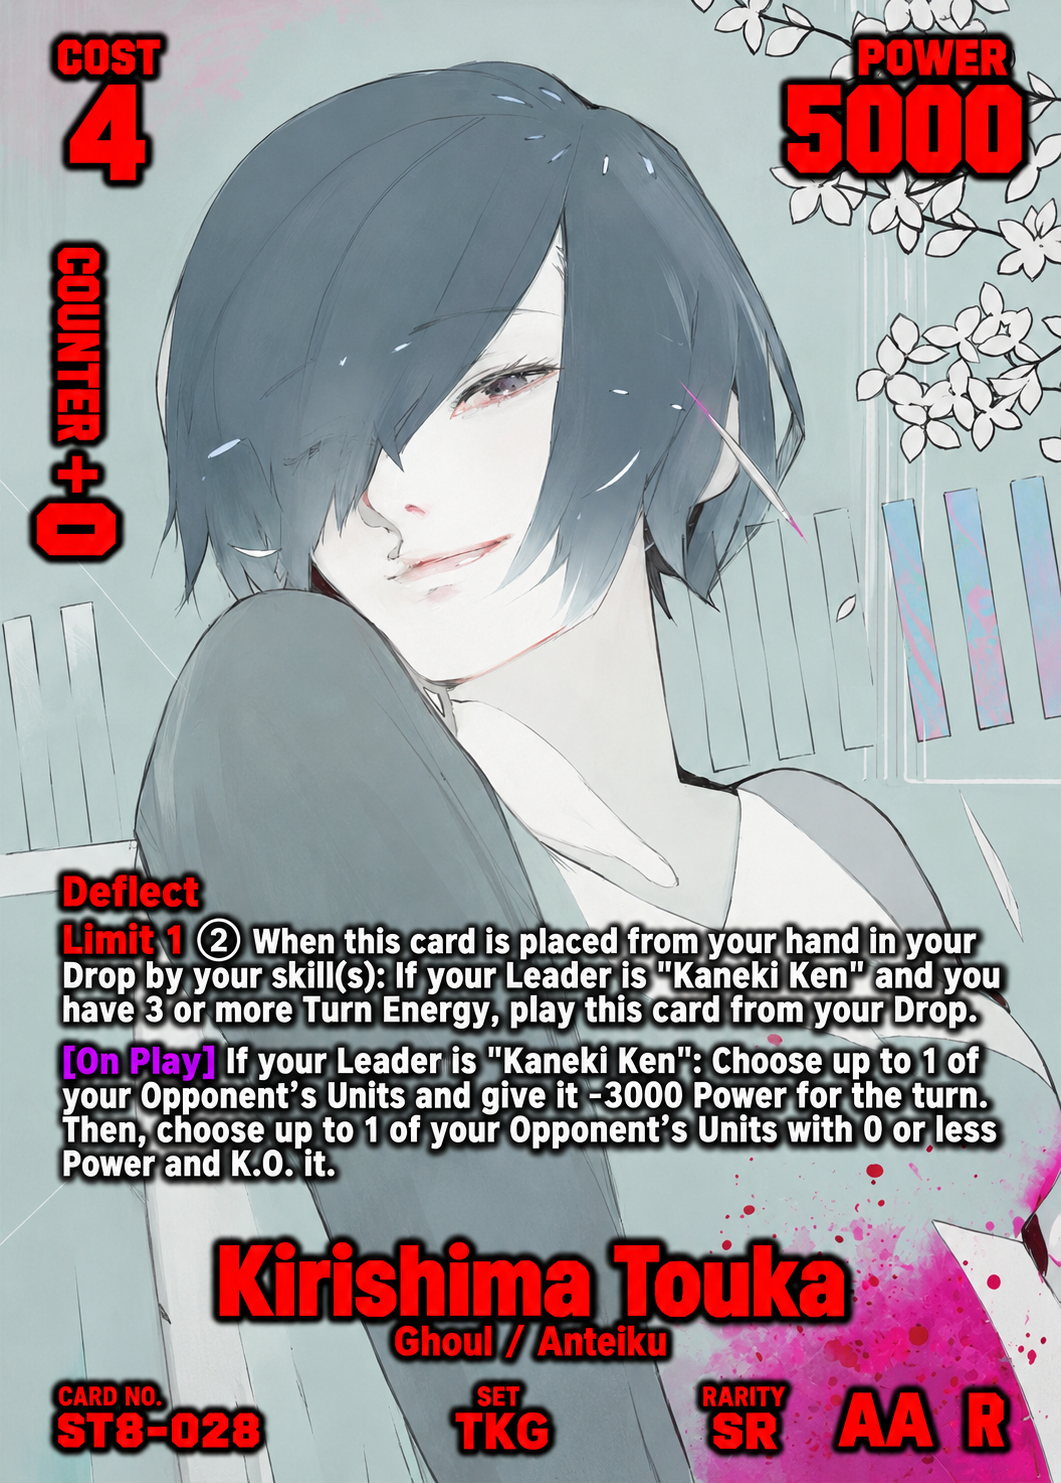 COST
4
POWER
5000
COUNTER +0
Deflect
Limit 1 ② When this card is placed from your hand in your
Drop by your skill(s): If your Leader is "Kaneki Ken" and you
have 3 or more Turn Energy, play this card from your Drop.
[On Play] If your Leader is "Kaneki Ken": Choose up to 1 of
your Opponent’s Units and give it -3000 Power for the turn.
Then, choose up to 1 of your Opponent’s Units with 0 or less
Power and K.O. it.
Kirishima Touka
Ghoul / Anteiku
CARD NO.
ST8-028
SET
TKG
RARITY
SR
AA R